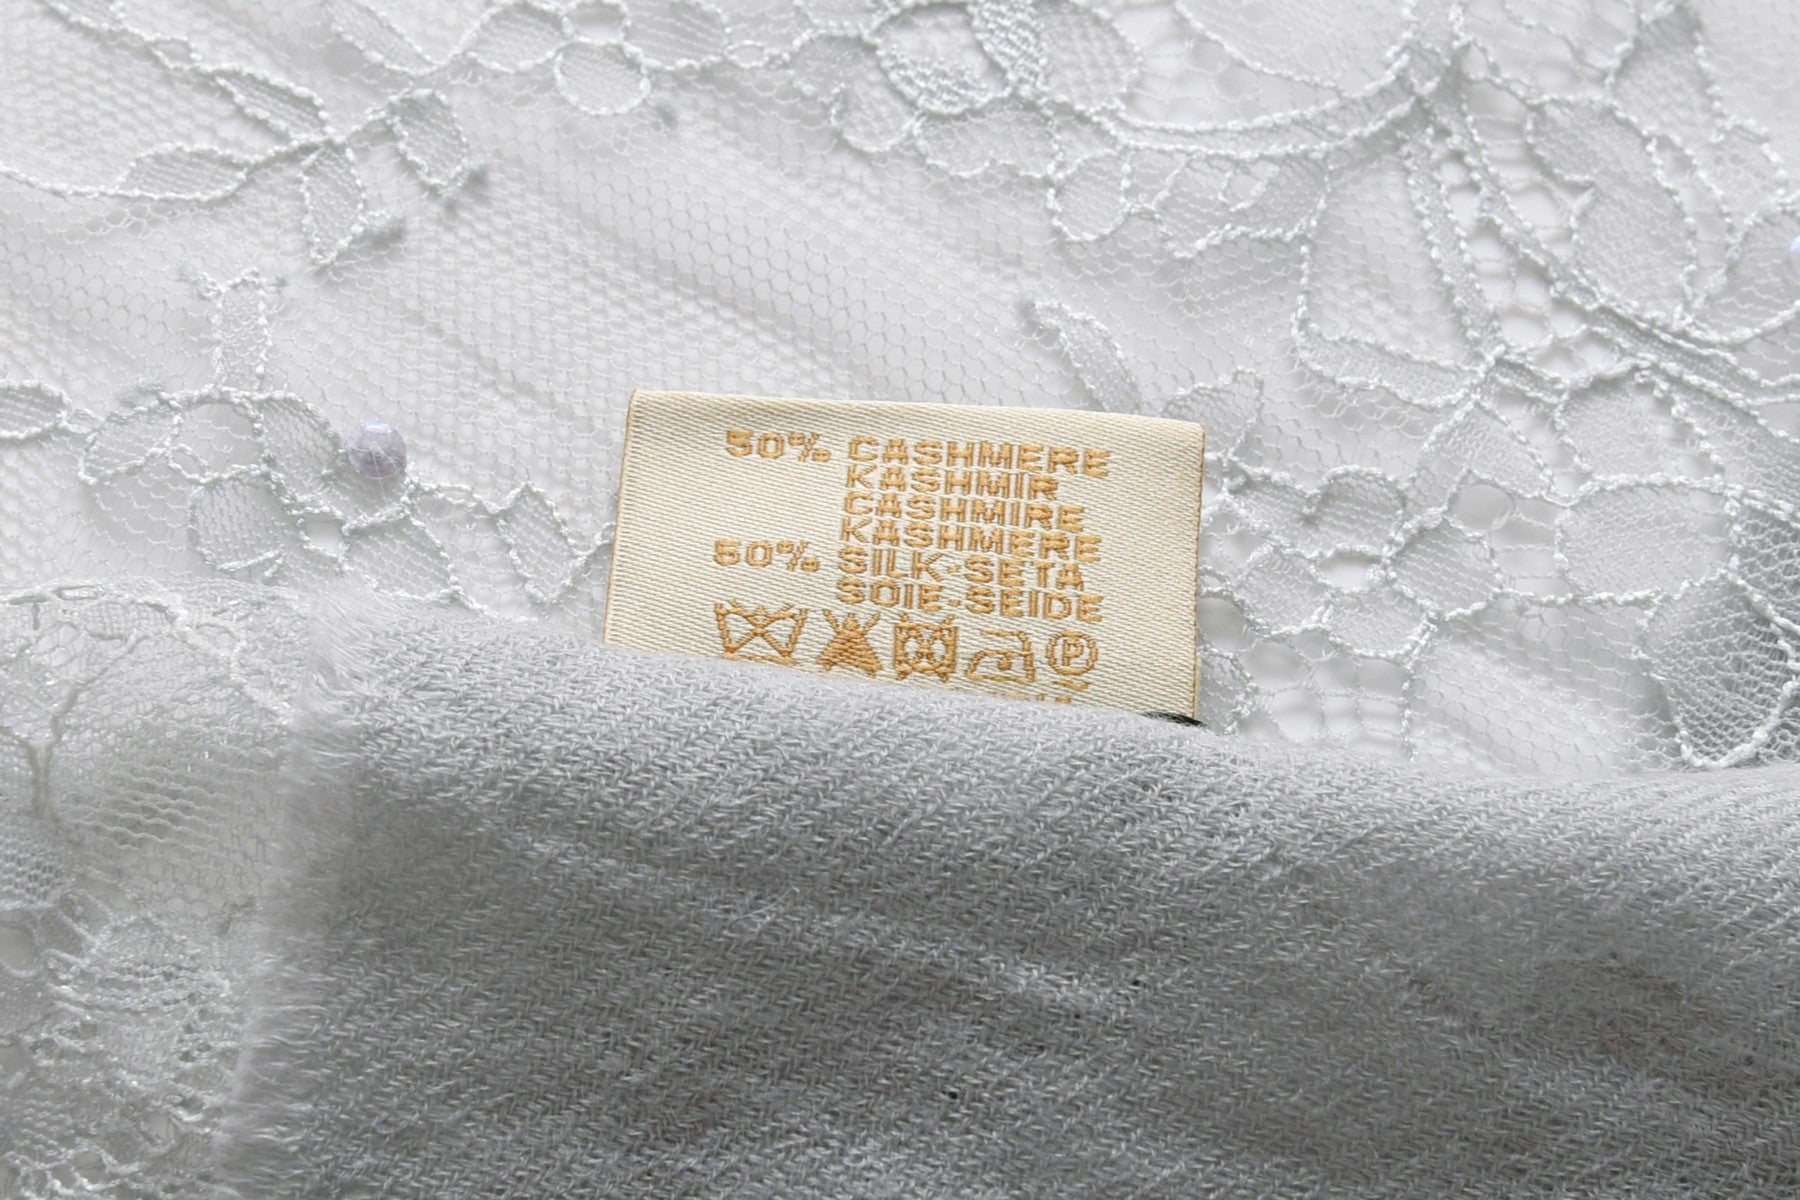 50% CASHMERE
KASHMIR
CASHMIRE
KASHMERE
50% SILK-SETA
SOIE-SEIDE
P